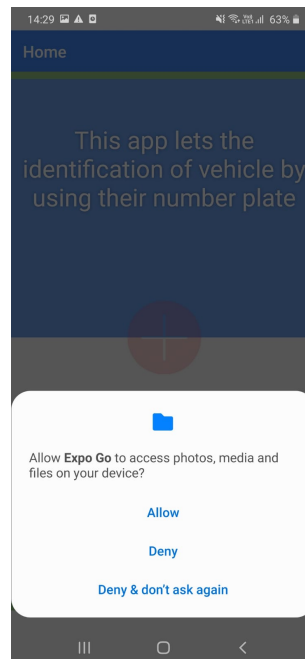 14:29
63%
Home
This app lets the
identification of vehicle by
using their number plate
Allow Expo Go to access photos, media and
files on your device?
Allow
Deny
Deny & don't ask again